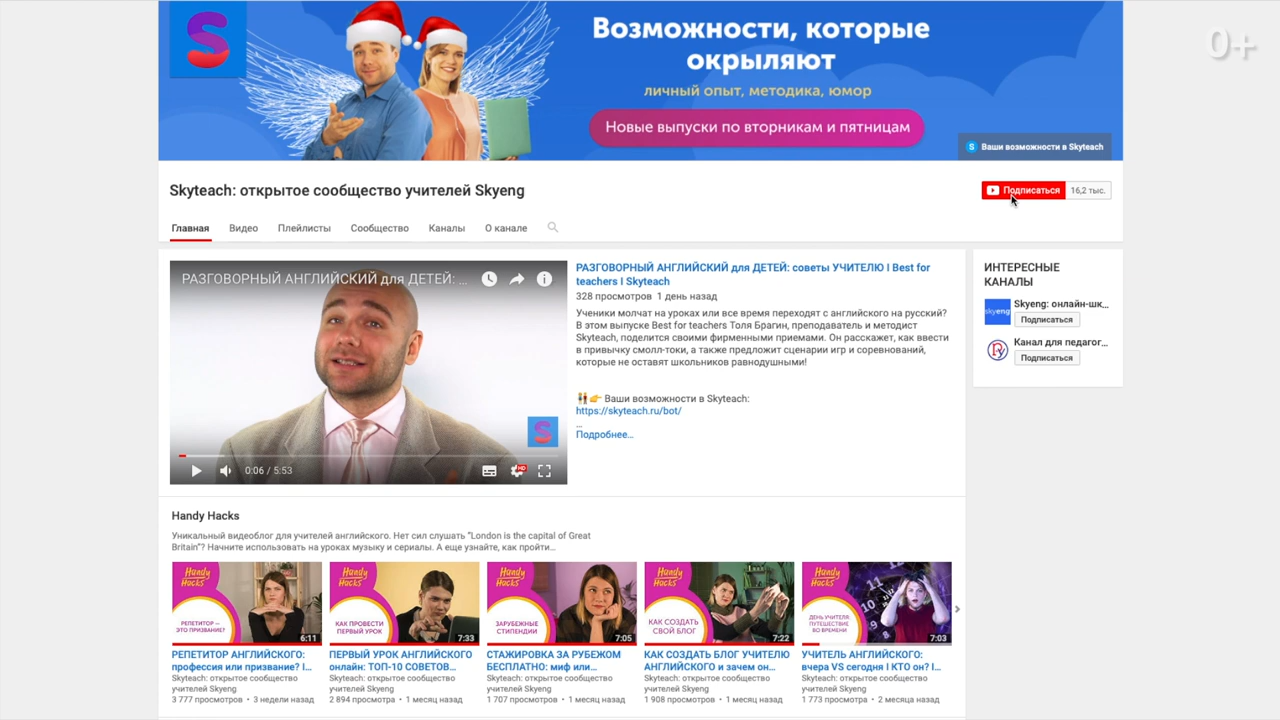 Возможности, которые
окрыляют
личный опыт, методика, юмор
Новые выпуски по вторникам и пятницам
S Ваши возможности в Skyteach
0+
Skyteach: открытое сообщество учителей Skyeng
Подписаться 16,2 тыс.
Главная Видео Плейлисты Сообщество Каналы О канале
РАЗГОВОРНЫЙ АНГЛИЙСКИЙ для ДЕТЕЙ: ...
0:06 / 5:53
HD
РАЗГОВОРНЫЙ АНГЛИЙСКИЙ для ДЕТЕЙ: советы УЧИТЕЛЮ I Best for
teachers I Skyteach
328 просмотров 1 день назад
Ученики молчат на уроках или все время переходят с английского на русский?
В этом выпуске Best for teachers Толя Брагин, преподаватель и методист
Skyteach, поделится своими фирменными приемами. Он расскажет, как ввести
в привычку смолл-токи, а также предложит сценарии игр и соревнований,
которые не оставят школьников равнодушными!
Ваши возможности в Skyteach:
https://skyteach.ru/bot/
...
Подробнее...
ИНТЕРЕСНЫЕ
КАНАЛЫ
skyeng
Skyeng: онлайн-шк...
Подписаться
Канал для педагог...
Подписаться
Handy Hacks
Уникальный видеоблог для учителей английского. Нет сил слушать "London is the capital of Great
Britain"? Начните использовать на уроках музыку и сериалы. А еще узнайте, как пройти...
Handy
Hacks
РЕПЕТИТОР —
ЭТО ПРИЗВАНИЕ?
6:11
РЕПЕТИТОР АНГЛИЙСКОГО:
профессия или призвание? I...
Skyteach: открытое сообщество
учителей Skyeng
3 777 просмотра • 3 недели назад
Handy
Hacks
КАК ПРОВЕСТИ
ПЕРВЫЙ УРОК
7:33
ПЕРВЫЙ УРОК АНГЛИЙСКОГО
онлайн: ТОП-10 СОВЕТОВ...
Skyteach: открытое сообщество
учителей Skyeng
2 894 просмотра • 1 месяц назад
Handy
Hacks
ЗАРУБЕЖНЫЕ
СТИПЕНДИИ
7:05
СТАЖИРОВКА ЗА РУБЕЖОМ
БЕСПЛАТНО: миф или...
Skyteach: открытое сообщество
учителей Skyeng
1 707 просмотра • 1 месяц назад
Handy
Hacks
КАК СОЗДАТЬ
СВОЙ БЛОГ
7:22
КАК СОЗДАТЬ БЛОГ УЧИТЕЛЮ
АНГЛИЙСКОГО и зачем он...
Skyteach: открытое сообщество
учителей Skyeng
1 908 просмотра • 1 месяц назад
Handy
Hacks
ДЕНЬ УЧИТЕЛЯ:
ПУТЕШЕСТВИЕ
ВО ВРЕМЕНИ
7:03
УЧИТЕЛЬ АНГЛИЙСКОГО:
вчера VS сегодня I КТО он? I...
Skyteach: открытое сообщество
учителей Skyeng
1 773 просмотра • 2 месяца назад